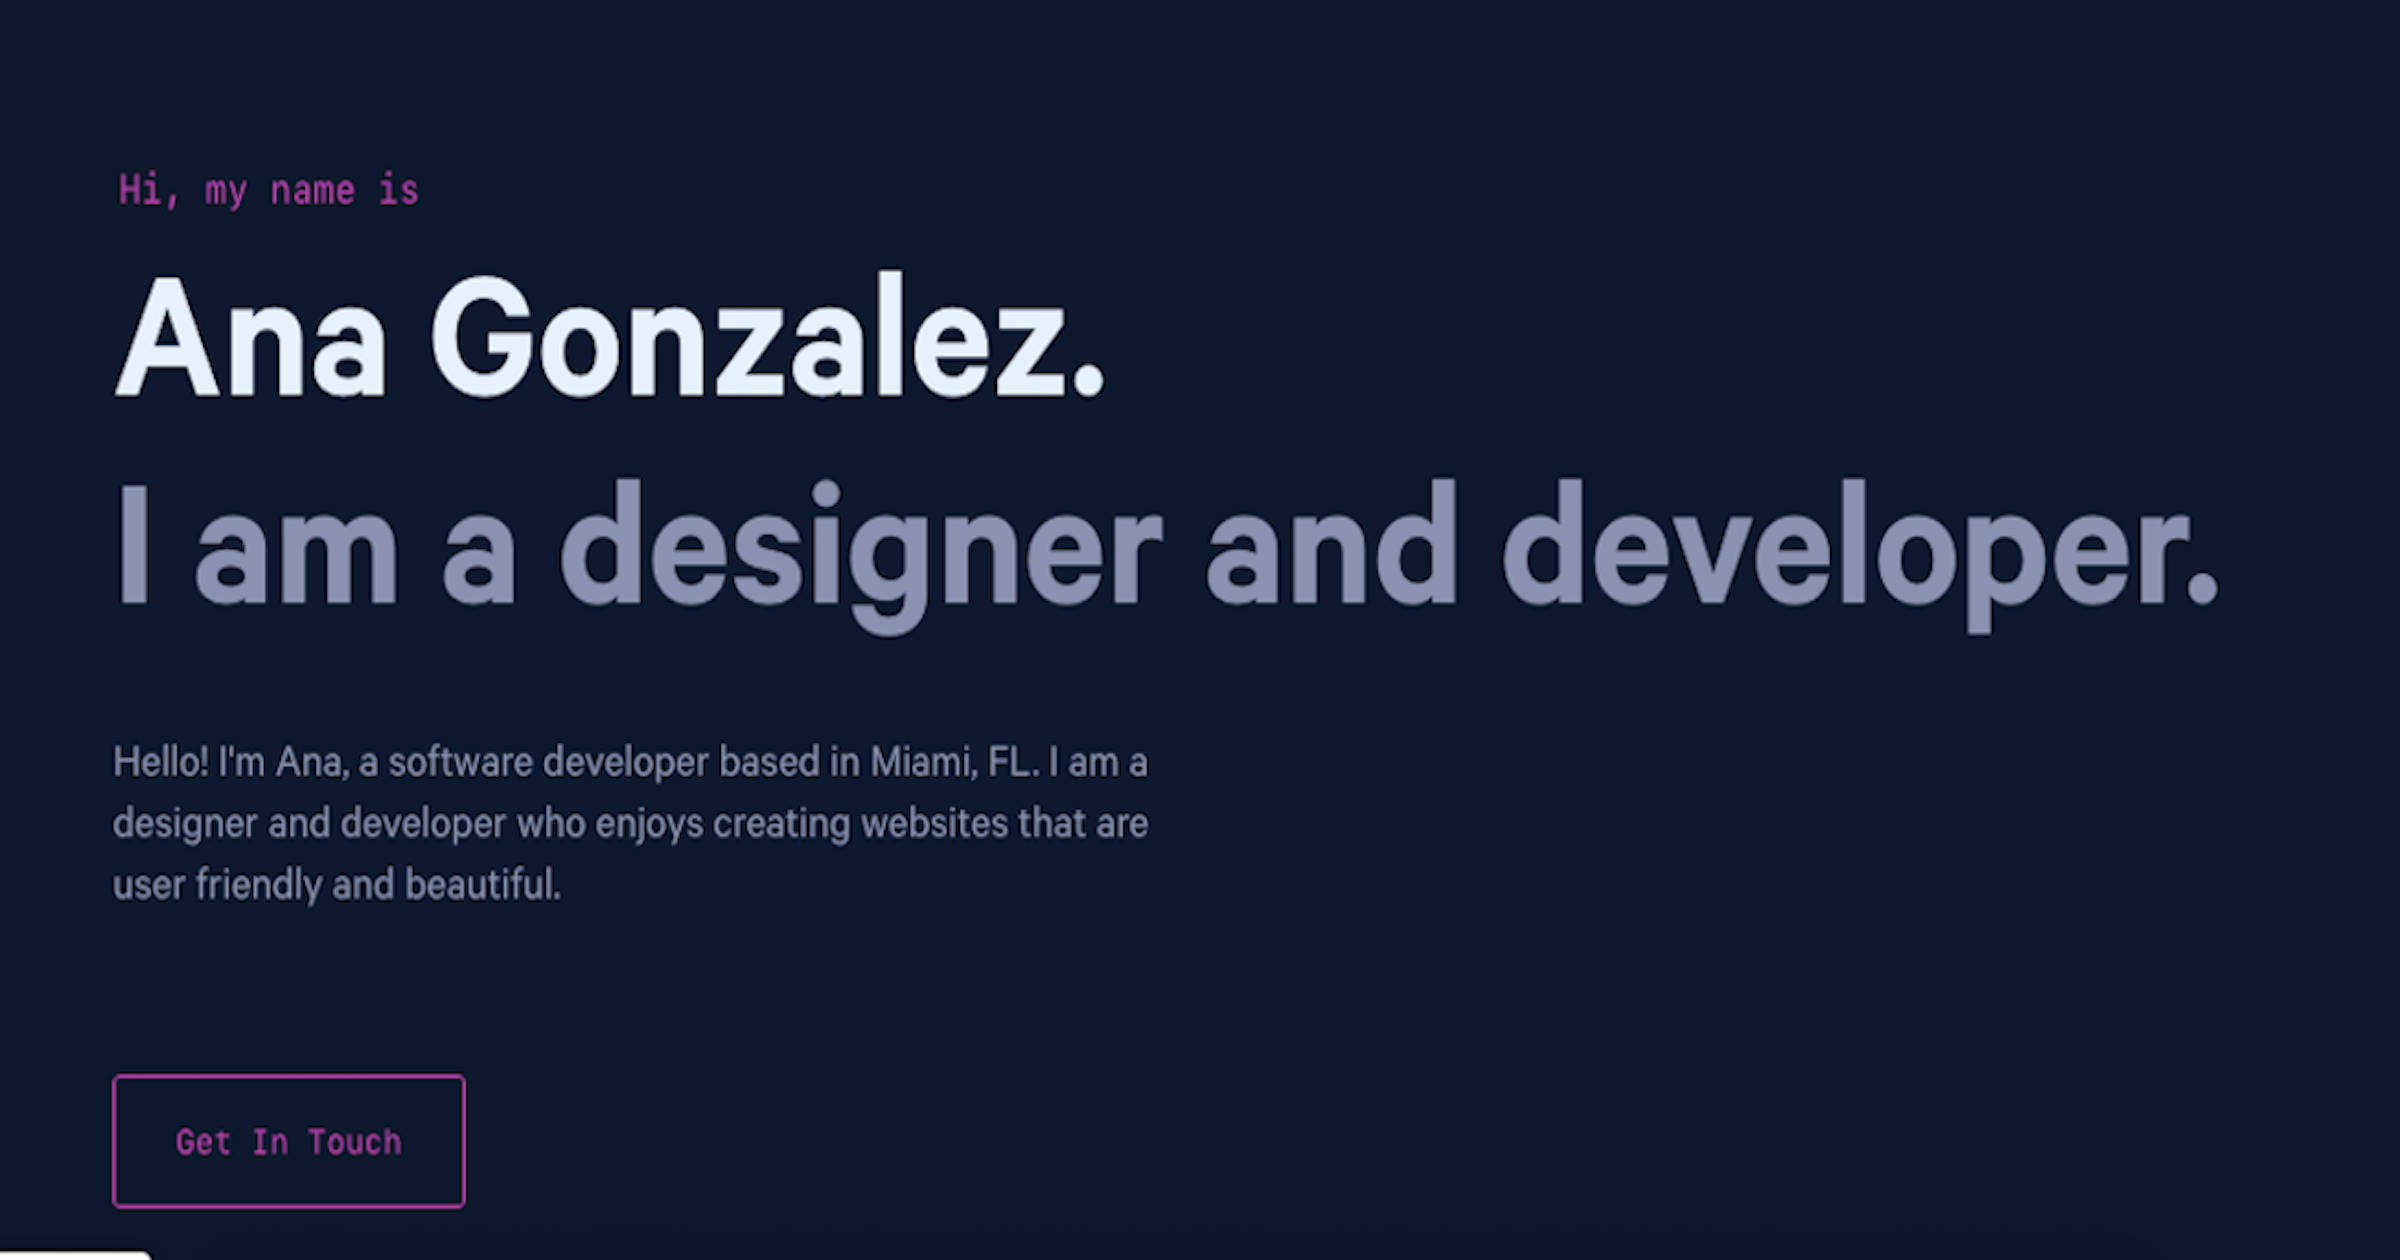 Hi, my name is
Ana Gonzalez.
I am a designer and developer.
Hello! I'm Ana, a software developer based in Miami, FL. I am a
designer and developer who enjoys creating websites that are
user friendly and beautiful.
Get In Touch